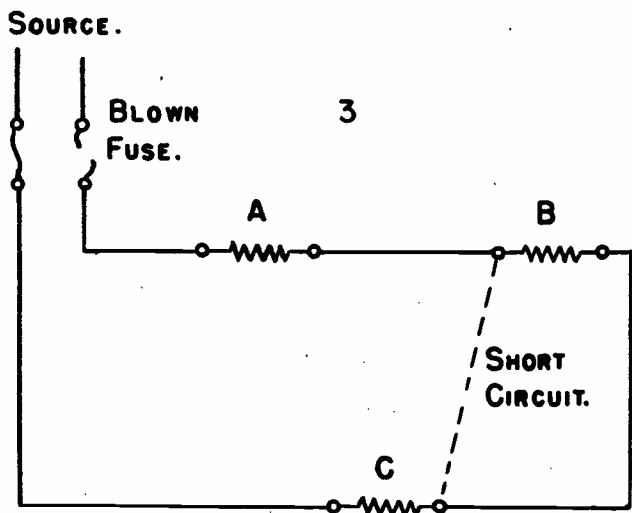 SOURCE.
BLOWN
FUSE.
3
A
B
SHORT
CIRCUIT.
C